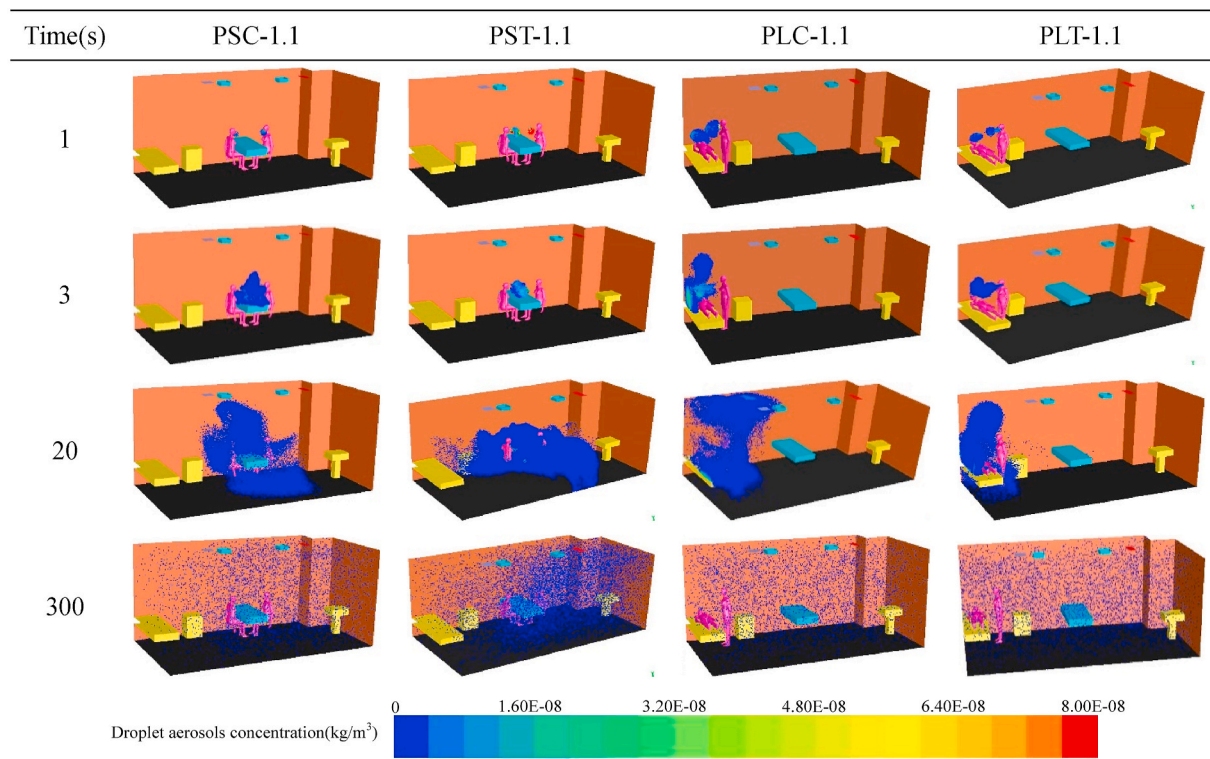 Time(s) PSC-1.1 PST-1.1 PLC-1.1 PLT-1.1
1
3
20
300
0 1.60E-08 3.20E-08 4.80E-08 6.40E-08 8.00E-08
Droplet aerosols concentration(kg/m³)